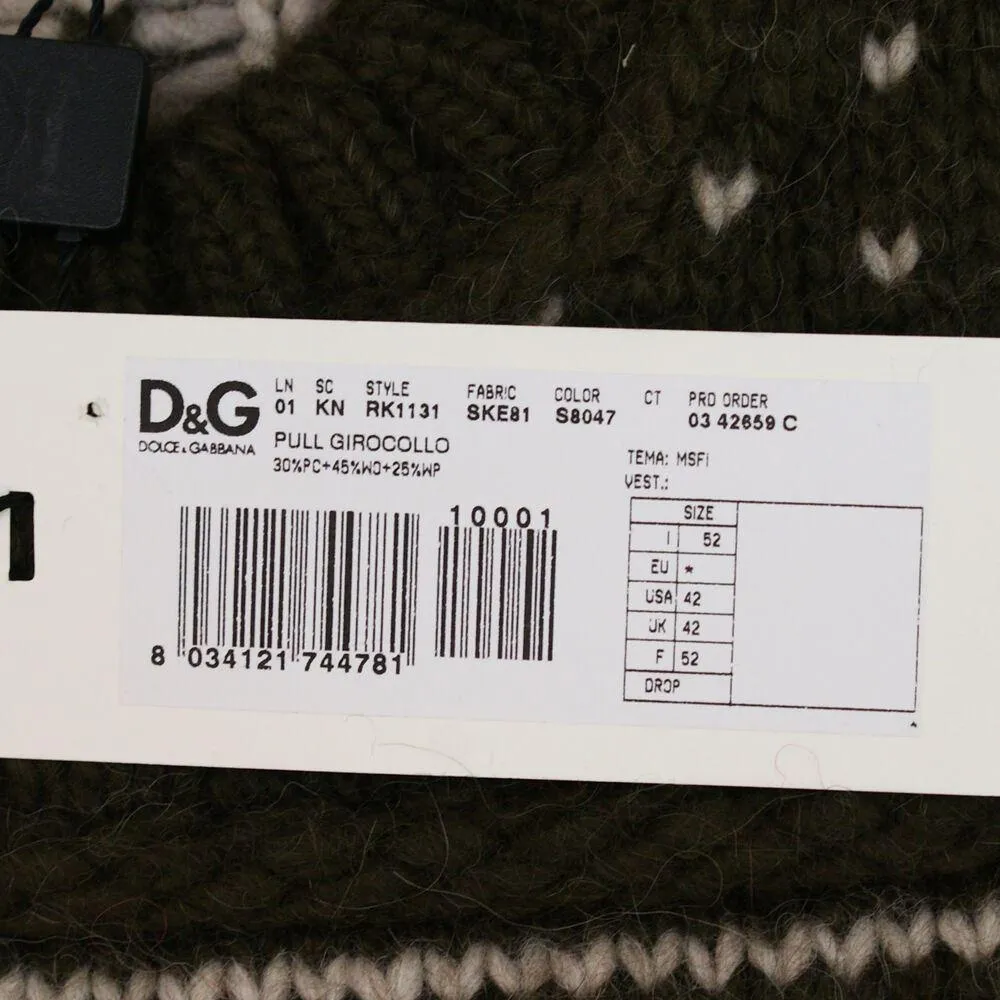 D&G
DOLCE & GABBANA
LN SC STYLE FABRIC COLOR CT PRO ORDER
01 KN RK1131 SKE81 S8047 03 42659 C
PULL GIROCOLLO
30%PC+45%WO+25%WP
TEMA: MSFI
VEST.:
10001
8 034121 744781
SIZE
I 52
EU *
USA 42
UK 42
F 52
DROP
1